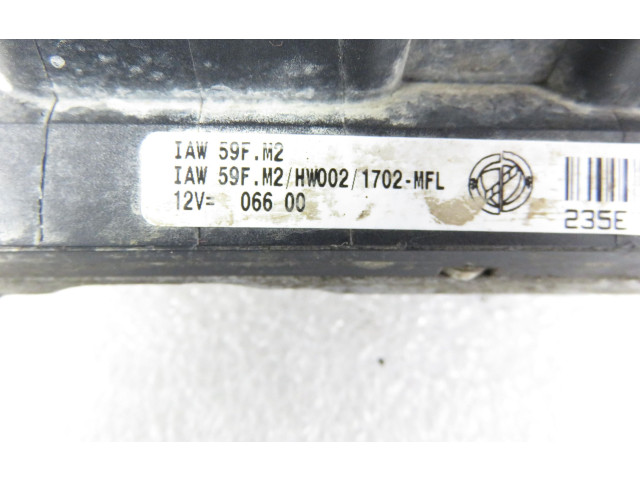 IAW 59F.M2
IAW 59F.M2/HW002/1702-MFL
12V= 066 00
235E